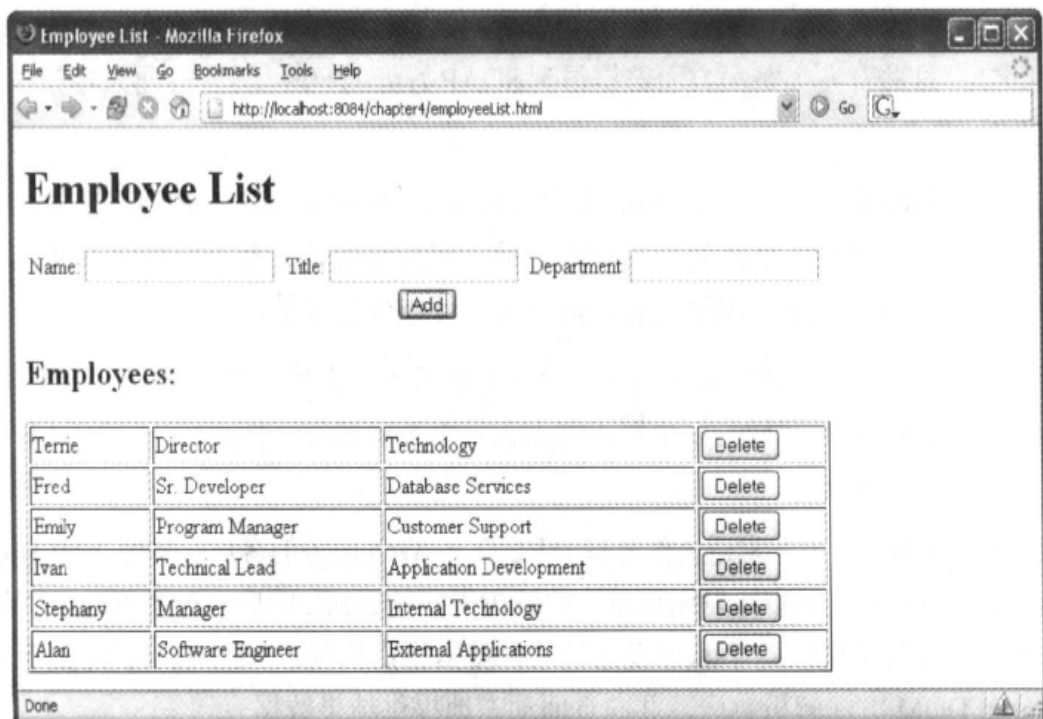 Employee List - Mozilla Firefox
File Edit View Go Bookmarks Tools Help
http://localhost:8084/chapter4/employeeList.html Go G
Employee List
Name: Title: Department
Add
Employees:
Terrie Director Technology Delete
Fred Sr. Developer Database Services Delete
Emily Program Manager Customer Support Delete
Ivan Technical Lead Application Development Delete
Stephany Manager Internal Technology Delete
Alan Software Engineer External Applications Delete
Done